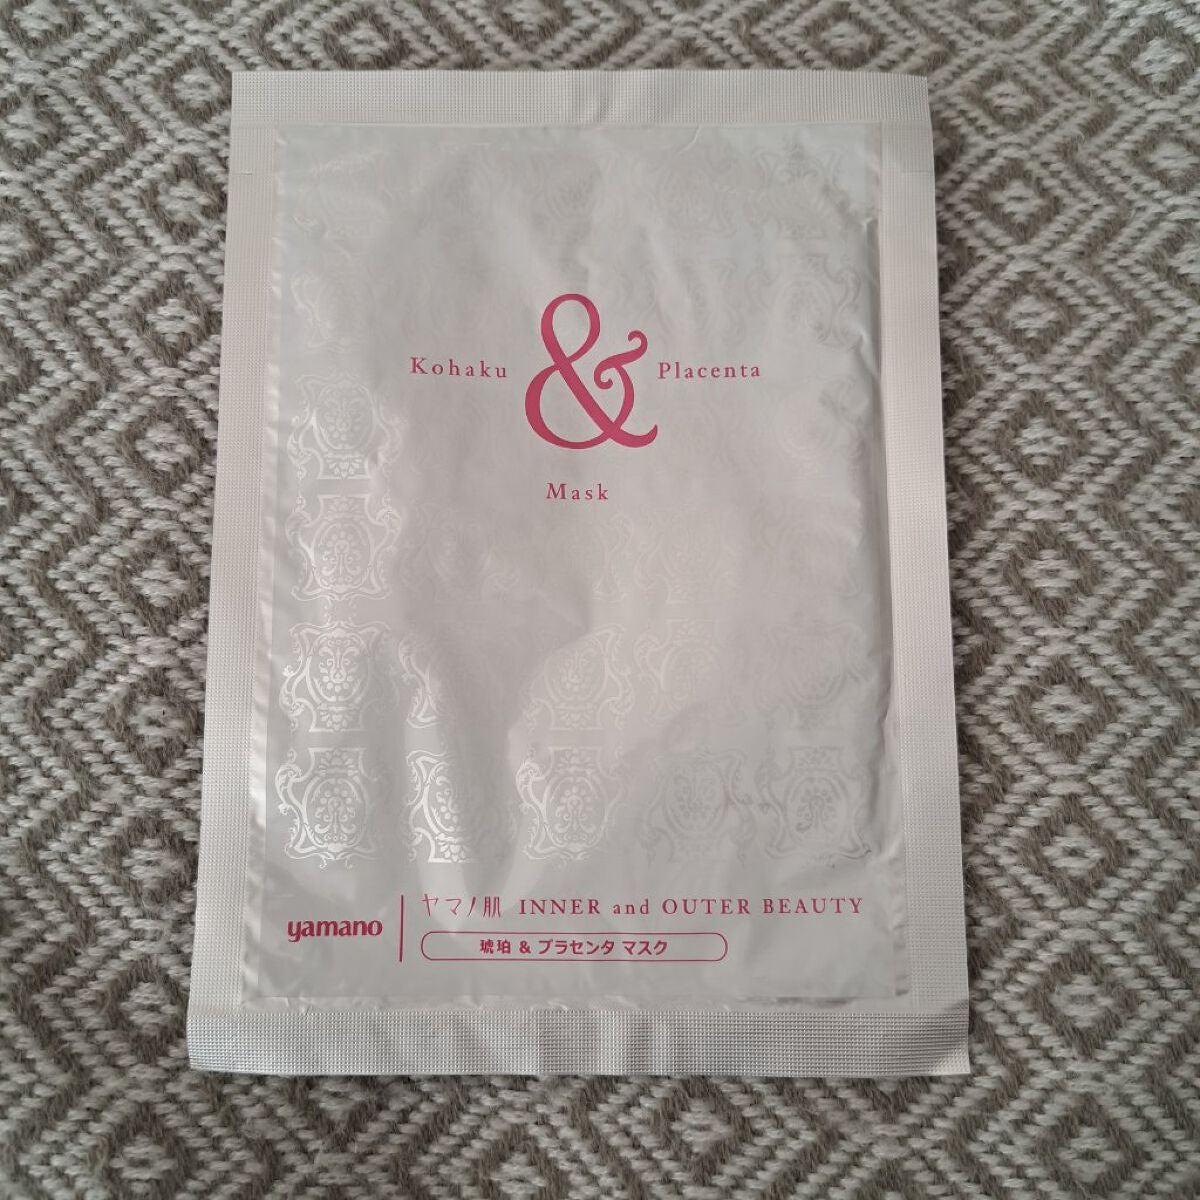 Kohaku & Placenta
Mask
yamano
ヤマノ肌 INNER and OUTER BEAUTY
琥珀 & プラセンタ マスク